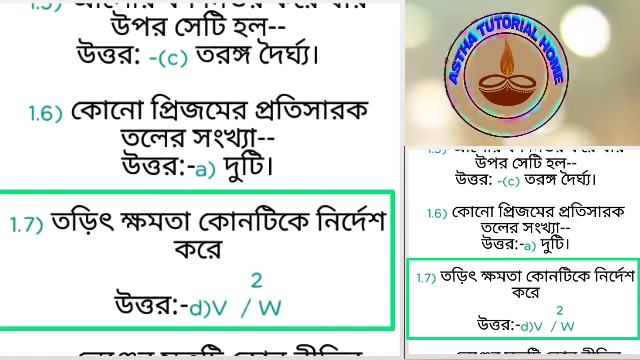 উপর সেটি হল--
উত্তর: -(c) তরঙ্গ দৈর্ঘ্য।
1.6) কোনো প্রিজমের প্রতিসারক
তলের সংখ্যা--
উত্তর:-a) দুটি।
1.7) তড়িৎ ক্ষমতা কোনটিকে নির্দেশ
করে
2
উত্তর:-d)V / W
ASTHA TUTORIAL HOME
উপর সেটি হল--
উত্তর: -(c) তরঙ্গ দৈর্ঘ্য।
1.6) কোনো প্রিজমের প্রতিসারক
তলের সংখ্যা--
উত্তর:-a) দুটি।
1.7) তড়িৎ ক্ষমতা কোনটিকে নির্দেশ
করে
2
উত্তর:-d)V / W